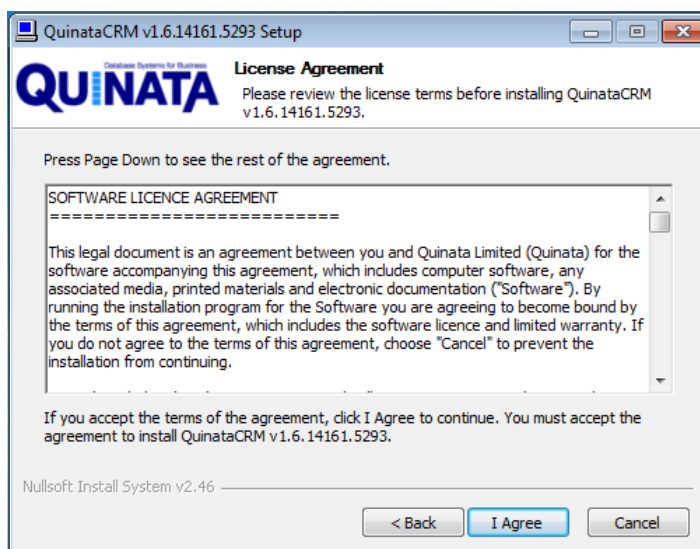 QuinataCRM v1.6.14161.5293 Setup
Database Systems for Business
QUINATA
License Agreement
Please review the license terms before installing QuinataCRM
v1.6.14161.5293.
Press Page Down to see the rest of the agreement.
SOFTWARE LICENCE AGREEMENT
==========================
This legal document is an agreement between you and Quinata Limited (Quinata) for the
software accompanying this agreement, which includes computer software, any
associated media, printed materials and electronic documentation ("Software"). By
running the installation program for the Software you are agreeing to become bound by
the terms of this agreement, which includes the software licence and limited warranty. If
you do not agree to the terms of this agreement, choose "Cancel" to prevent the
installation from continuing.
If you accept the terms of the agreement, click I Agree to continue. You must accept the
agreement to install QuinataCRM v1.6.14161.5293.
Nullsoft Install System v2.46
< Back
I Agree
Cancel